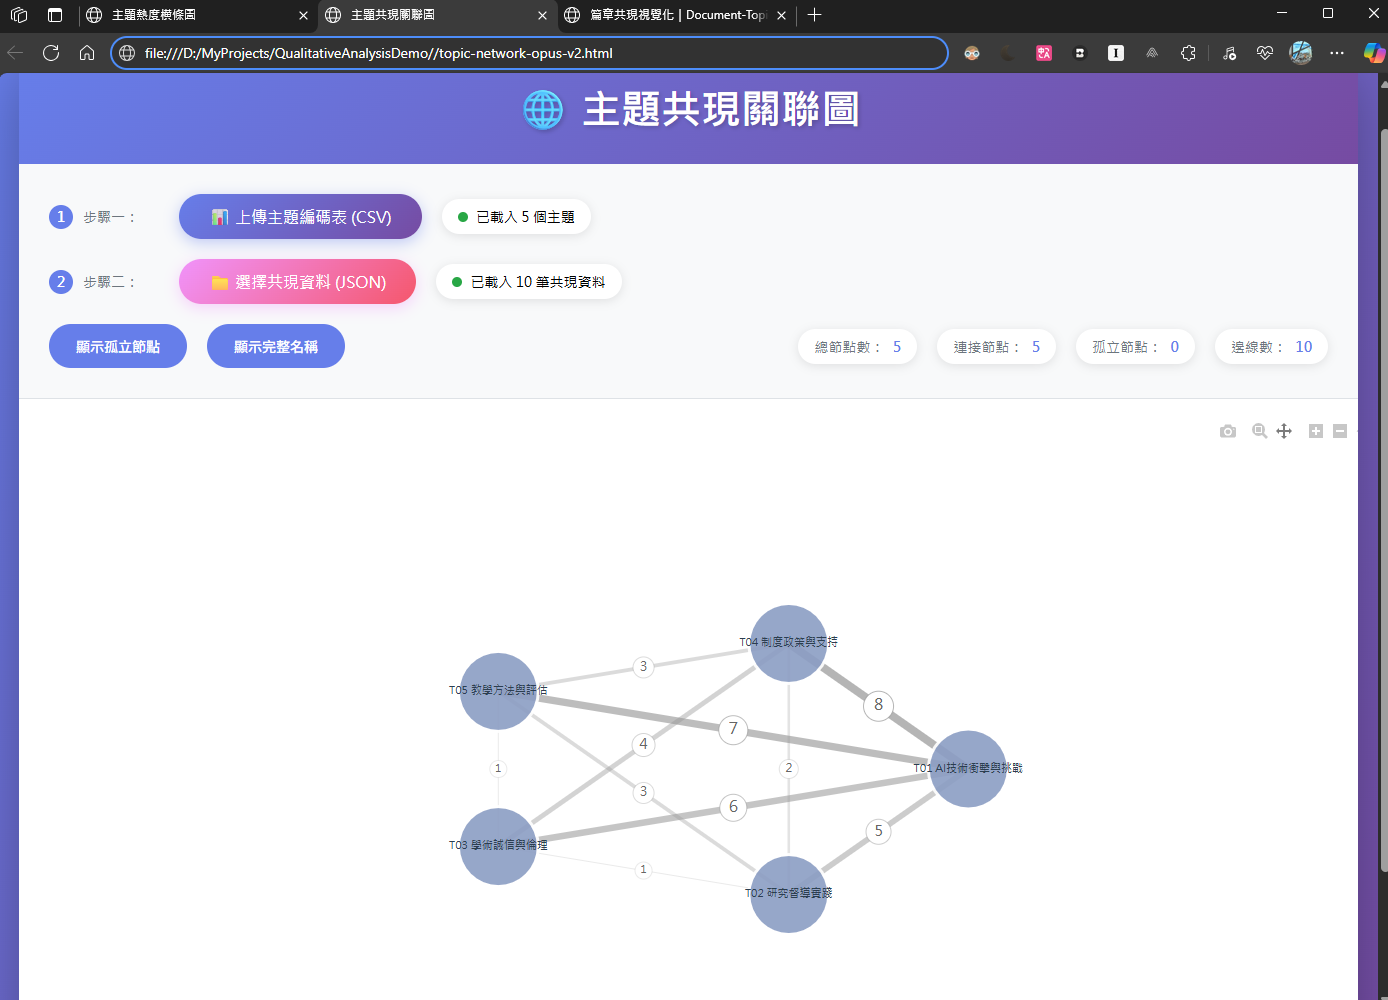 主題熱度橫條圖
主題共現關聯圖
篇章共現視覺化 | Document-Topi
file:///D:/MyProjects/QualitativeAnalysisDemo//topic-network-opus-v2.html
主題共現關聯圖
1 步驟一： 上傳主題編碼表 (CSV) 已載入 5 個主題
2 步驟二： 選擇共現資料 (JSON) 已載入 10 筆共現資料
顯示孤立節點 顯示完整名稱 總節點數： 5 連接節點： 5 孤立節點： 0 邊線數： 10
T04 制度政策與支持
3
T05 教學方法與評估
8
7
4
1
2
T01 AI技術衝擊與挑戰
3
6
5
T03 學術誠信與倫理
1
T02 研究督導實踐